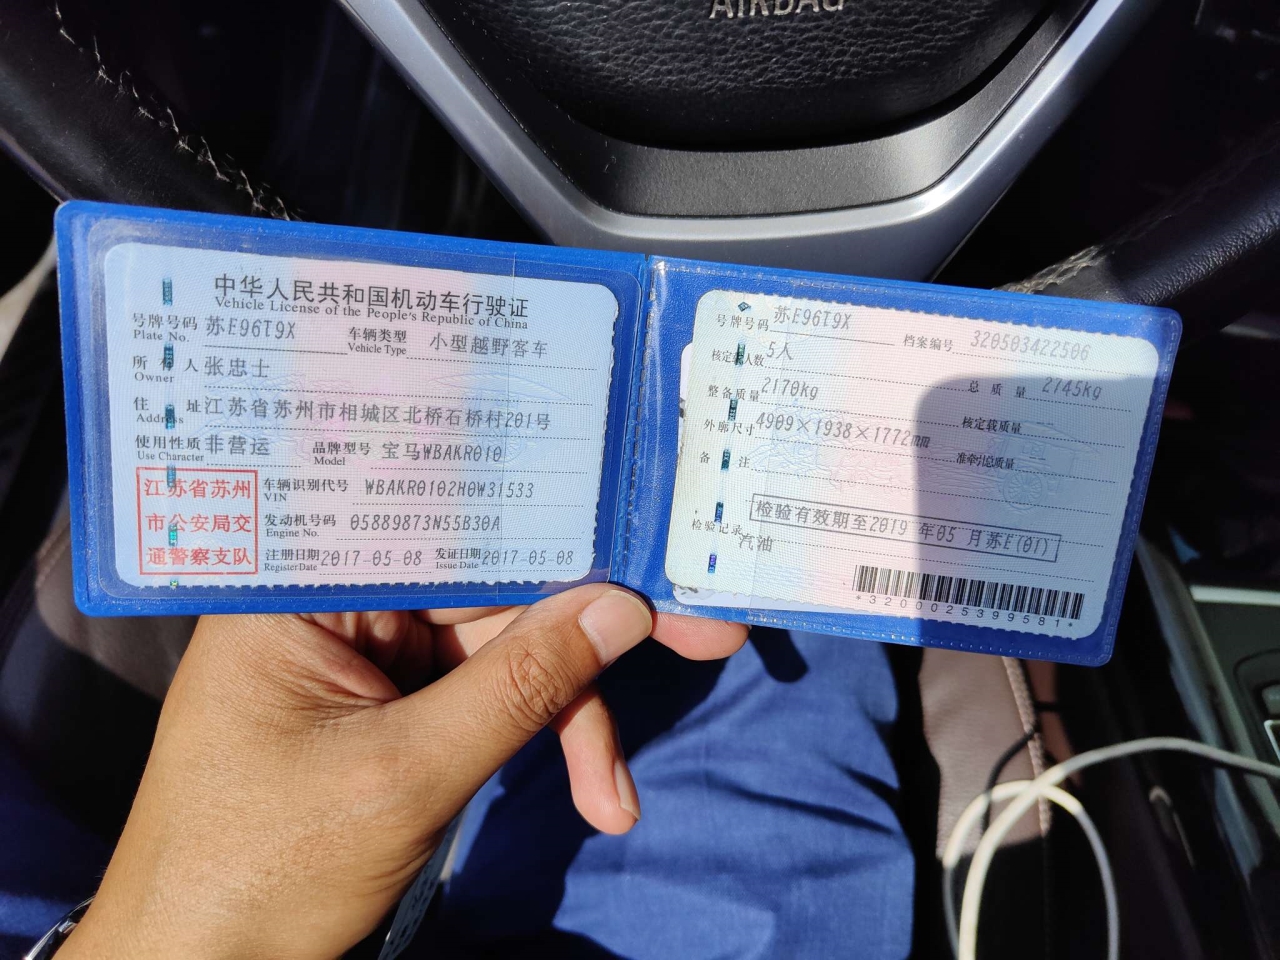 AIRBAG
中华人民共和国机动车行驶证
Vehicle License of the People's Republic of China
号牌号码 苏E96T9X 车辆类型 小型越野客车
Plate No. Vehicle Type
所有人 张忠士
Owner
住址 江苏省苏州市相城区北桥石桥村201号
Address
使用性质 非营运 品牌型号 宝马WBAKR010
Use Character Model
江苏省苏州
市公安局交
通警察支队
车辆识别代号 WBAKR0102H0W31533
VIN
发动机号码 05889873N55B30A
Engine No.
注册日期 2017-05-08 发证日期 2017-05-08
Register Date Issue Date
号牌号码 苏E96T9X 档案编号 320503422506
核定载人数 5人 总质量 2745kg
整备质量 2170kg 核定载质量
外廓尺寸 4909×1938×1772mm 准牵引总质量
备注
检验有效期至2019年05月苏E(01)
检验记录 汽油
*3200025399581*